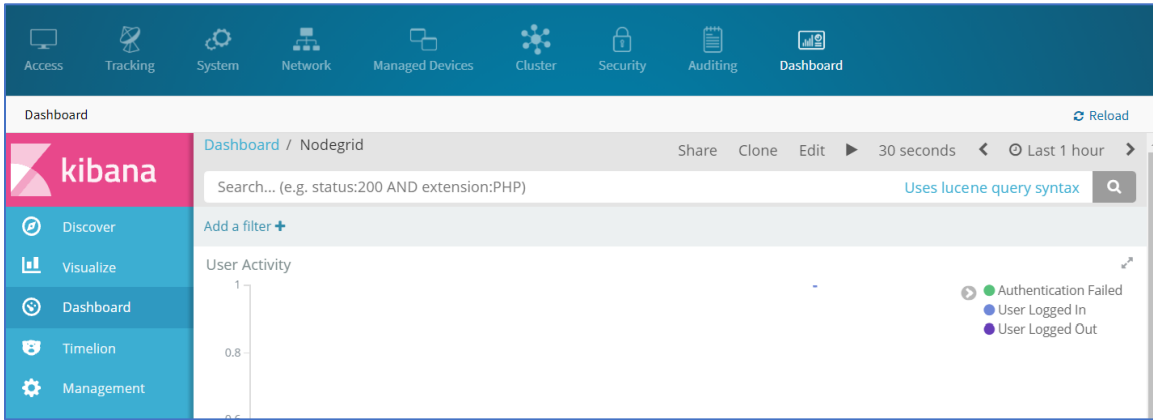 Access Tracking System Network Managed Devices Cluster Security Auditing Dashboard
Dashboard Reload
kibana
Discover
Visualize
Dashboard
Timelion
Management
Dashboard / Nodegrid Share Clone Edit 30 seconds Last 1 hour
Search... (e.g. status:200 AND extension:PHP) Uses lucene query syntax
Add a filter
User Activity
1
0.8
0.6
Authentication Failed
User Logged In
User Logged Out